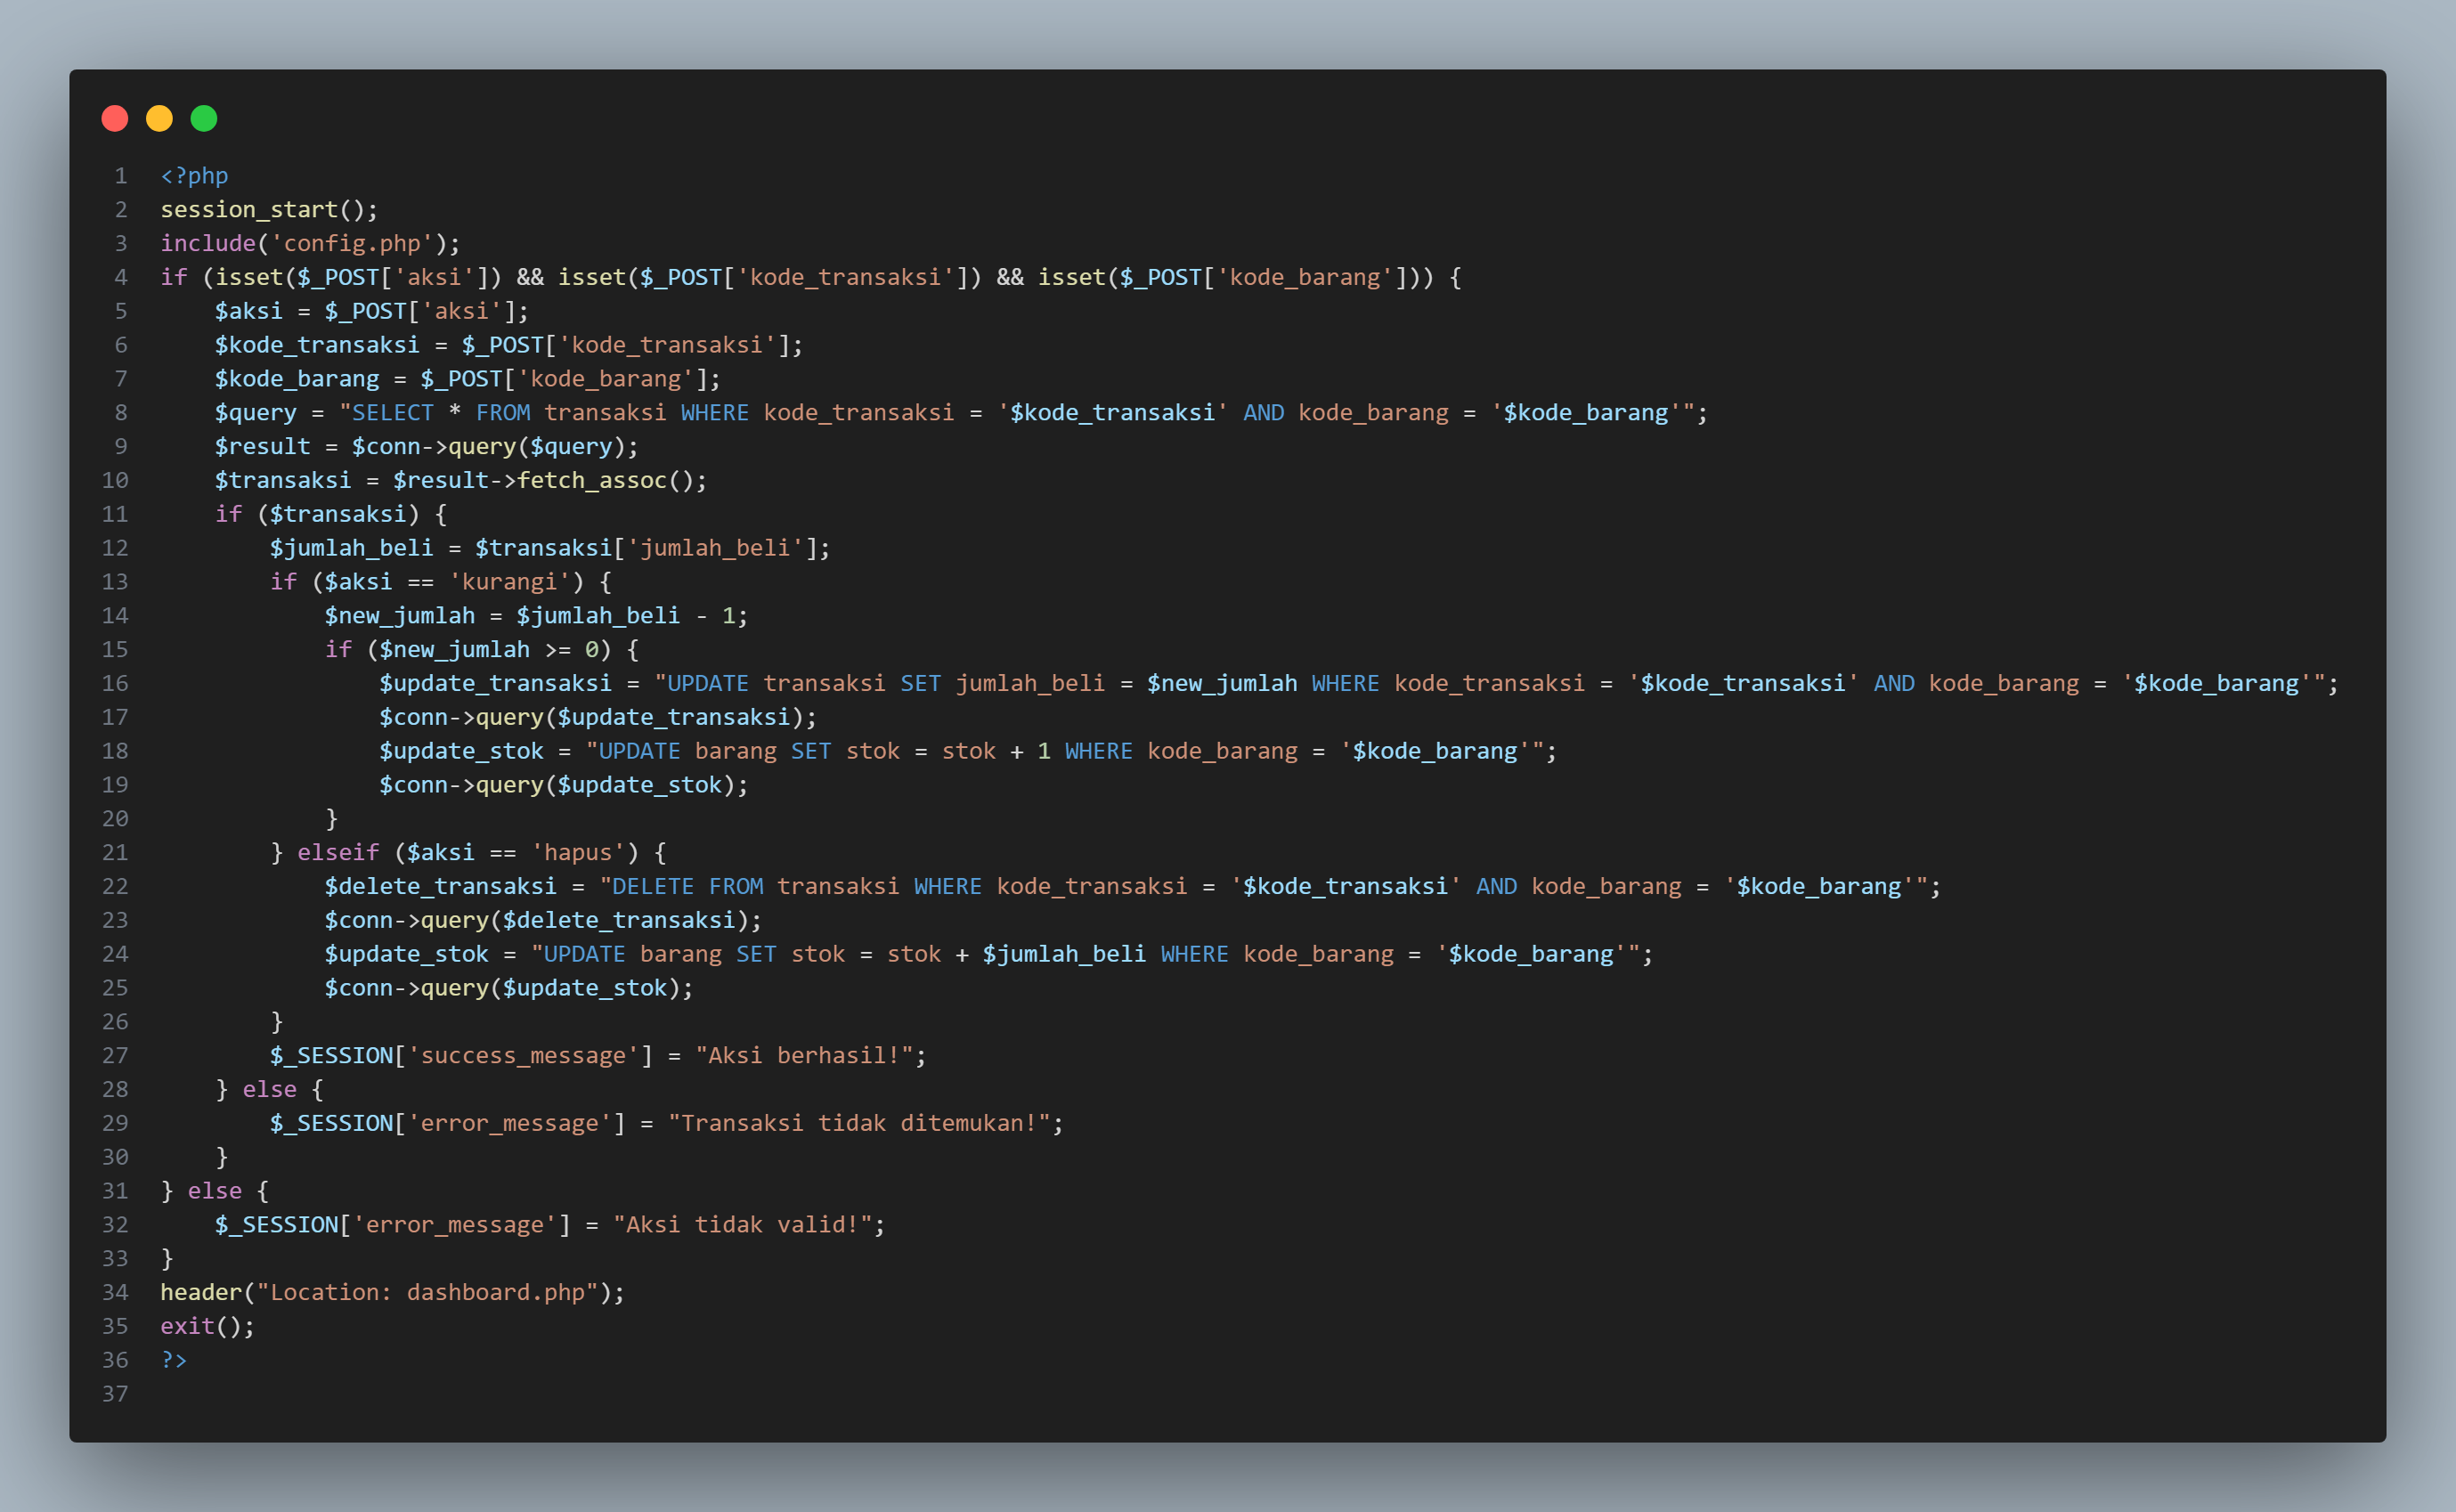 1 <?php
2 session_start();
3 include('config.php');
4 if (isset($_POST['aksi']) && isset($_POST['kode_transaksi']) && isset($_POST['kode_barang'])) {
5     $aksi = $_POST['aksi'];
6     $kode_transaksi = $_POST['kode_transaksi'];
7     $kode_barang = $_POST['kode_barang'];
8     $query = "SELECT * FROM transaksi WHERE kode_transaksi = '$kode_transaksi' AND kode_barang = '$kode_barang'";
9     $result = $conn->query($query);
10     $transaksi = $result->fetch_assoc();
11     if ($transaksi) {
12         $jumlah_beli = $transaksi['jumlah_beli'];
13         if ($aksi == 'kurangi') {
14             $new_jumlah = $jumlah_beli - 1;
15             if ($new_jumlah >= 0) {
16                 $update_transaksi = "UPDATE transaksi SET jumlah_beli = $new_jumlah WHERE kode_transaksi = '$kode_transaksi' AND kode_barang = '$kode_barang'";
17                 $conn->query($update_transaksi);
18                 $update_stok = "UPDATE barang SET stok = stok + 1 WHERE kode_barang = '$kode_barang'";
19                 $conn->query($update_stok);
20             }
21         } elseif ($aksi == 'hapus') {
22             $delete_transaksi = "DELETE FROM transaksi WHERE kode_transaksi = '$kode_transaksi' AND kode_barang = '$kode_barang'";
23             $conn->query($delete_transaksi);
24             $update_stok = "UPDATE barang SET stok = stok + $jumlah_beli WHERE kode_barang = '$kode_barang'";
25             $conn->query($update_stok);
26         }
27         $_SESSION['success_message'] = "Aksi berhasil!";
28     } else {
29         $_SESSION['error_message'] = "Transaksi tidak ditemukan!";
30     }
31 } else {
32     $_SESSION['error_message'] = "Aksi tidak valid!";
33 }
34 header("Location: dashboard.php");
35 exit();
36 ?>
37